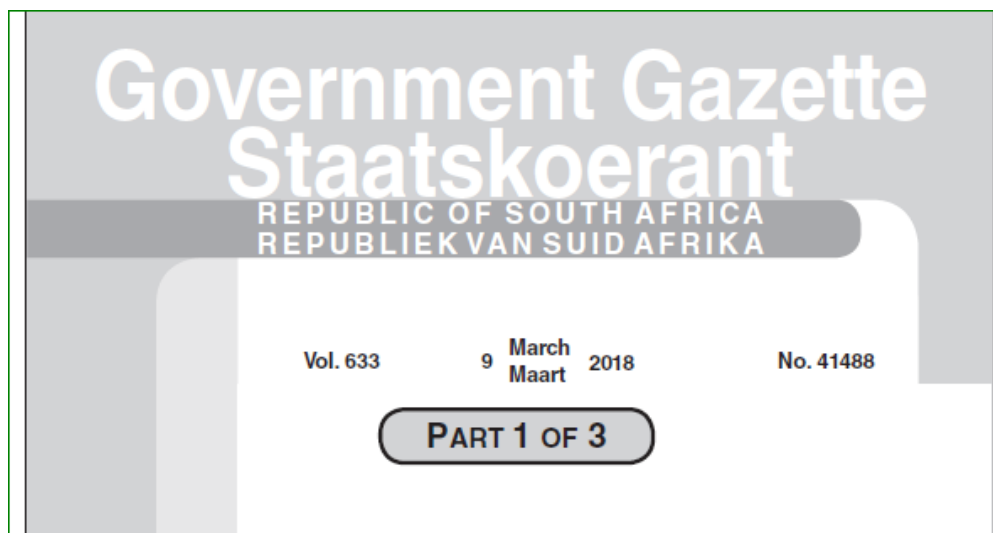 Government Gazette
Staatskoerant
REPUBLIC OF SOUTH AFRICA
REPUBLIEK VAN SUID AFRIKA
Vol. 633 9 March Maart 2018 No. 41488
PART 1 OF 3